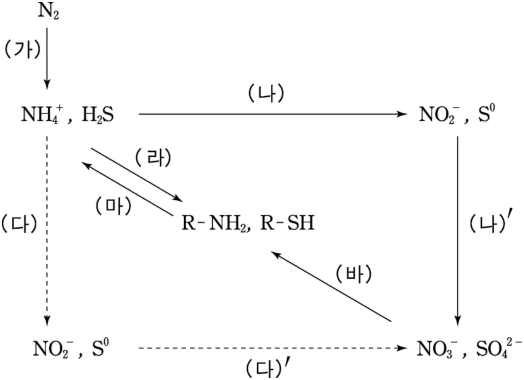 N₂
(가)
NH₄⁺, H₂S
(나)
NO₂⁻, S⁰
(라)
(마)
(다)
R-NH₂, R-SH
(나)′
(바)
NO₂⁻, S⁰
(다)′
NO₃⁻, SO₄²⁻